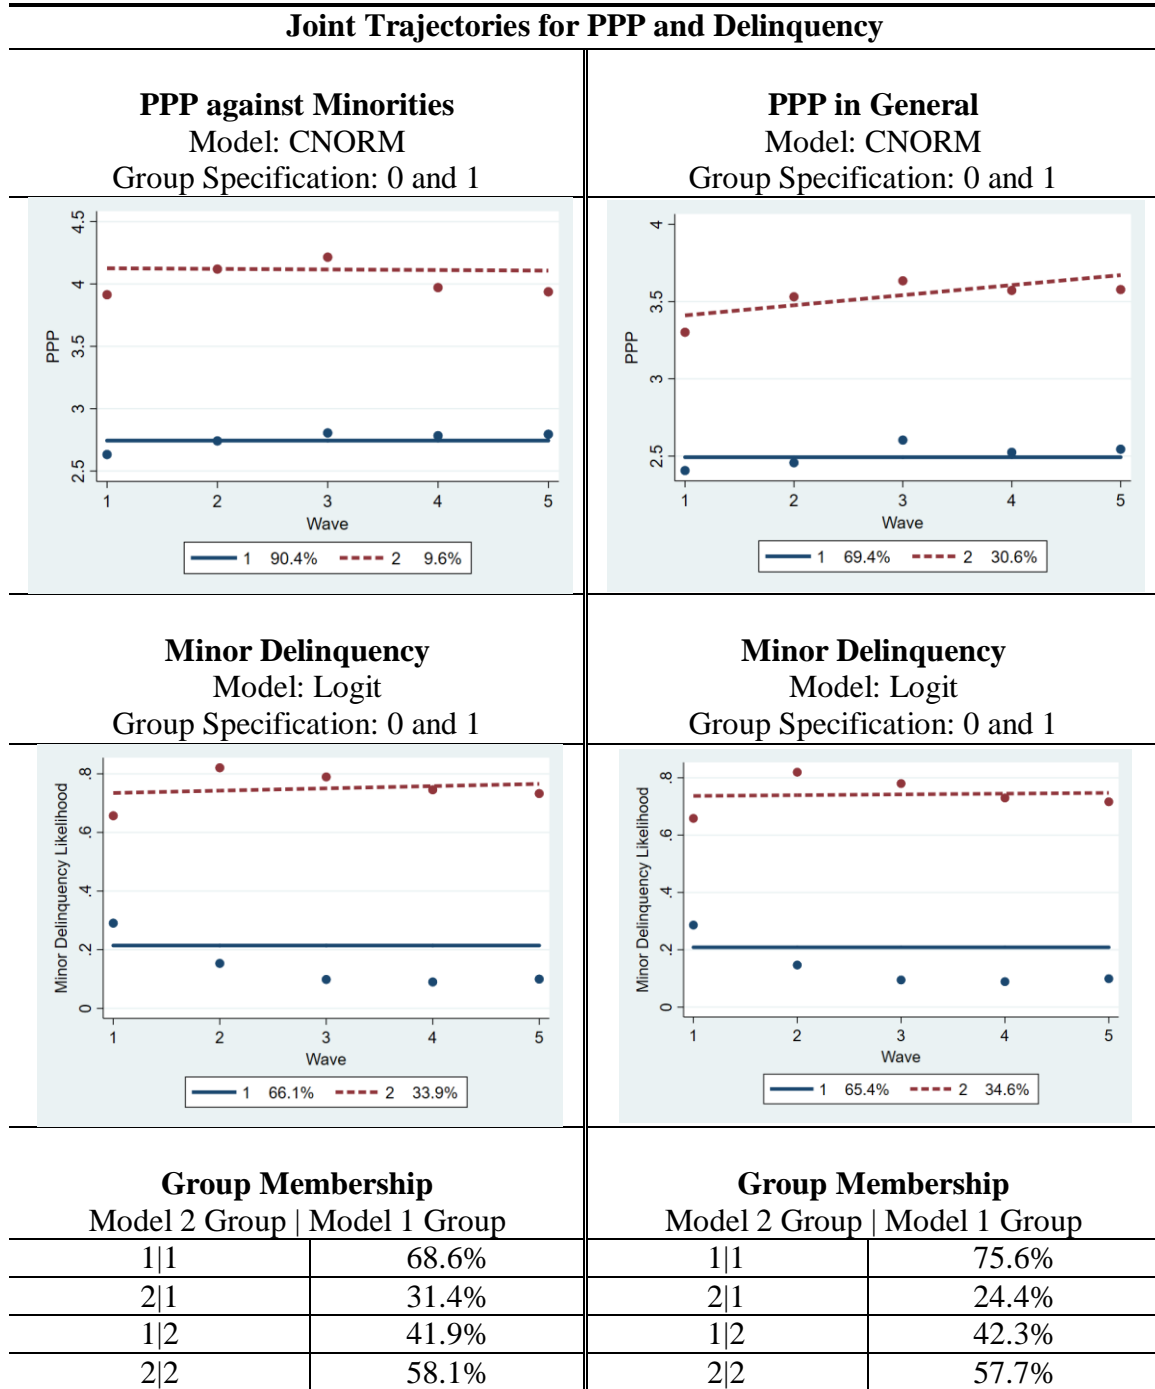 Joint Trajectories for PPP and Delinquency
PPP against Minorities
Model: CNORM
Group Specification: 0 and 1
4.5
4
3.5
3
2.5
PPP
1 2 3 4 5
Wave
1 90.4% 2 9.6%
PPP in General
Model: CNORM
Group Specification: 0 and 1
4
3.5
3
2.5
PPP
1 2 3 4 5
Wave
1 69.4% 2 30.6%
Minor Delinquency
Model: Logit
Group Specification: 0 and 1
.8
.6
.4
.2
0
Minor Delinquency Likelihood
1 2 3 4 5
Wave
1 66.1% 2 33.9%
Minor Delinquency
Model: Logit
Group Specification: 0 and 1
.8
.6
.4
.2
0
Minor Delinquency Likelihood
1 2 3 4 5
Wave
1 65.4% 2 34.6%
Group Membership
Model 2 Group | Model 1 Group
1|1 68.6%
2|1 31.4%
1|2 41.9%
2|2 58.1%
Group Membership
Model 2 Group | Model 1 Group
1|1 75.6%
2|1 24.4%
1|2 42.3%
2|2 57.7%